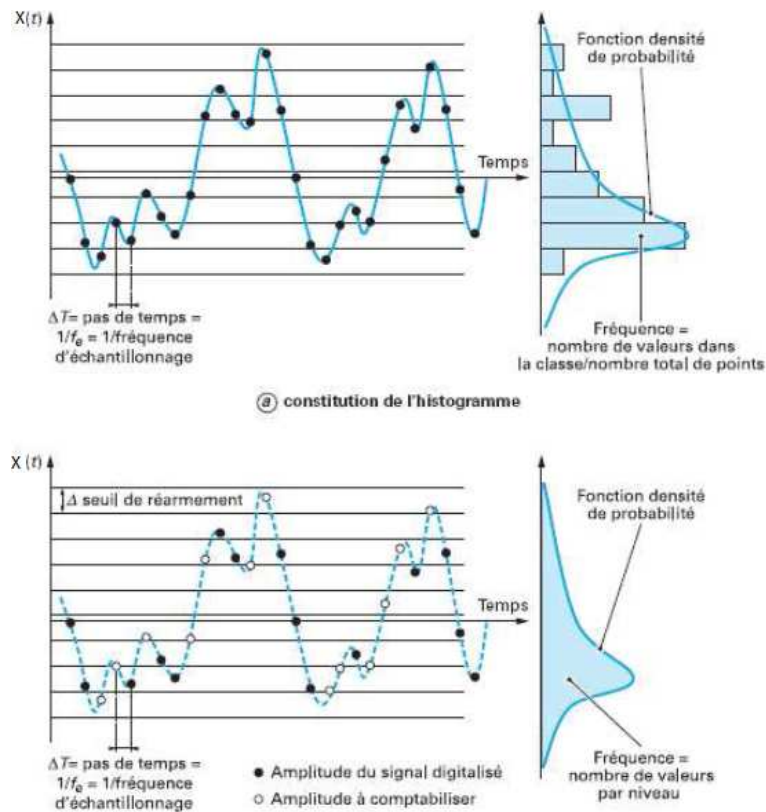 X(t)
Fonction densité
de probabilité
Temps
ΔT= pas de temps =
1/fe = 1/fréquence
d'échantillonnage
Fréquence =
nombre de valeurs dans
la classe/nombre total de points
a constitution de l'histogramme
X (t)
Δ seuil de réarmement
Fonction densité
de probabilité
Temps
ΔT= pas de temps =
1/fe = 1/fréquence
d'échantillonnage
● Amplitude du signal digitalisé
○ Amplitude à comptabiliser
Fréquence =
nombre de valeurs
par niveau